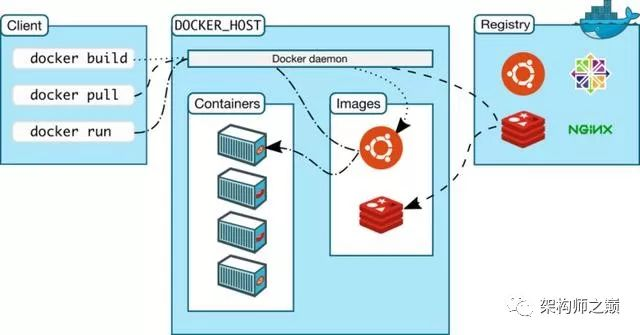 Client
docker build
docker pull
docker run
DOCKER_HOST
Docker daemon
Containers
Images
Registry
NGINX
架构师之巅